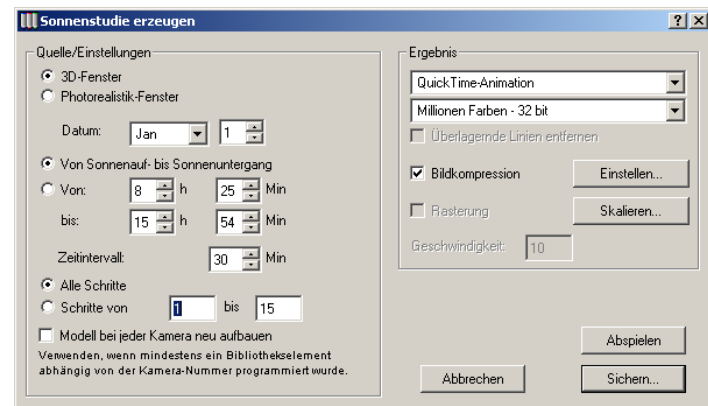 Sonnenstudie erzeugen
Quelle/Einstellungen
3D-Fenster
Photorealistik-Fenster
Datum: Jan 1
Von Sonnenauf- bis Sonnenuntergang
Von: 8 h 25 Min
bis: 15 h 54 Min
Zeitintervall: 30 Min
Alle Schritte
Schritte von 1 bis 15
Modell bei jeder Kamera neu aufbauen
Verwenden, wenn mindestens ein Bibliothekselement
abhängig von der Kamera-Nummer programmiert wurde.
Ergebnis
QuickTime-Animation
Millionen Farben - 32 bit
Überlagernde Linien entfernen
Bildkompression Einstellen...
Rasterung Skalieren...
Geschwindigkeit: 10
Abspielen
Abbrechen Sichern...